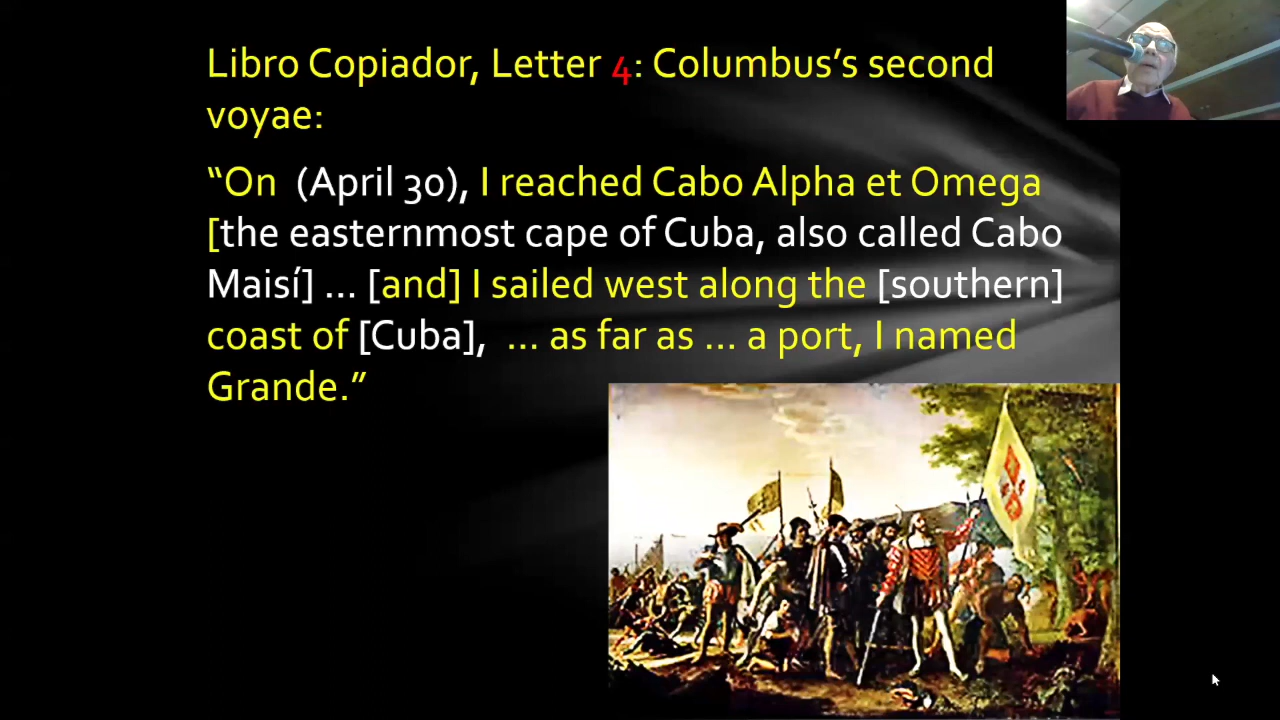 Libro Copiador, Letter 4: Columbus’s second
voyae:
“On (April 30), I reached Cabo Alpha et Omega
[the easternmost cape of Cuba, also called Cabo
Maisí] ... [and] I sailed west along the [southern]
coast of [Cuba], ... as far as ... a port, I named
Grande.”